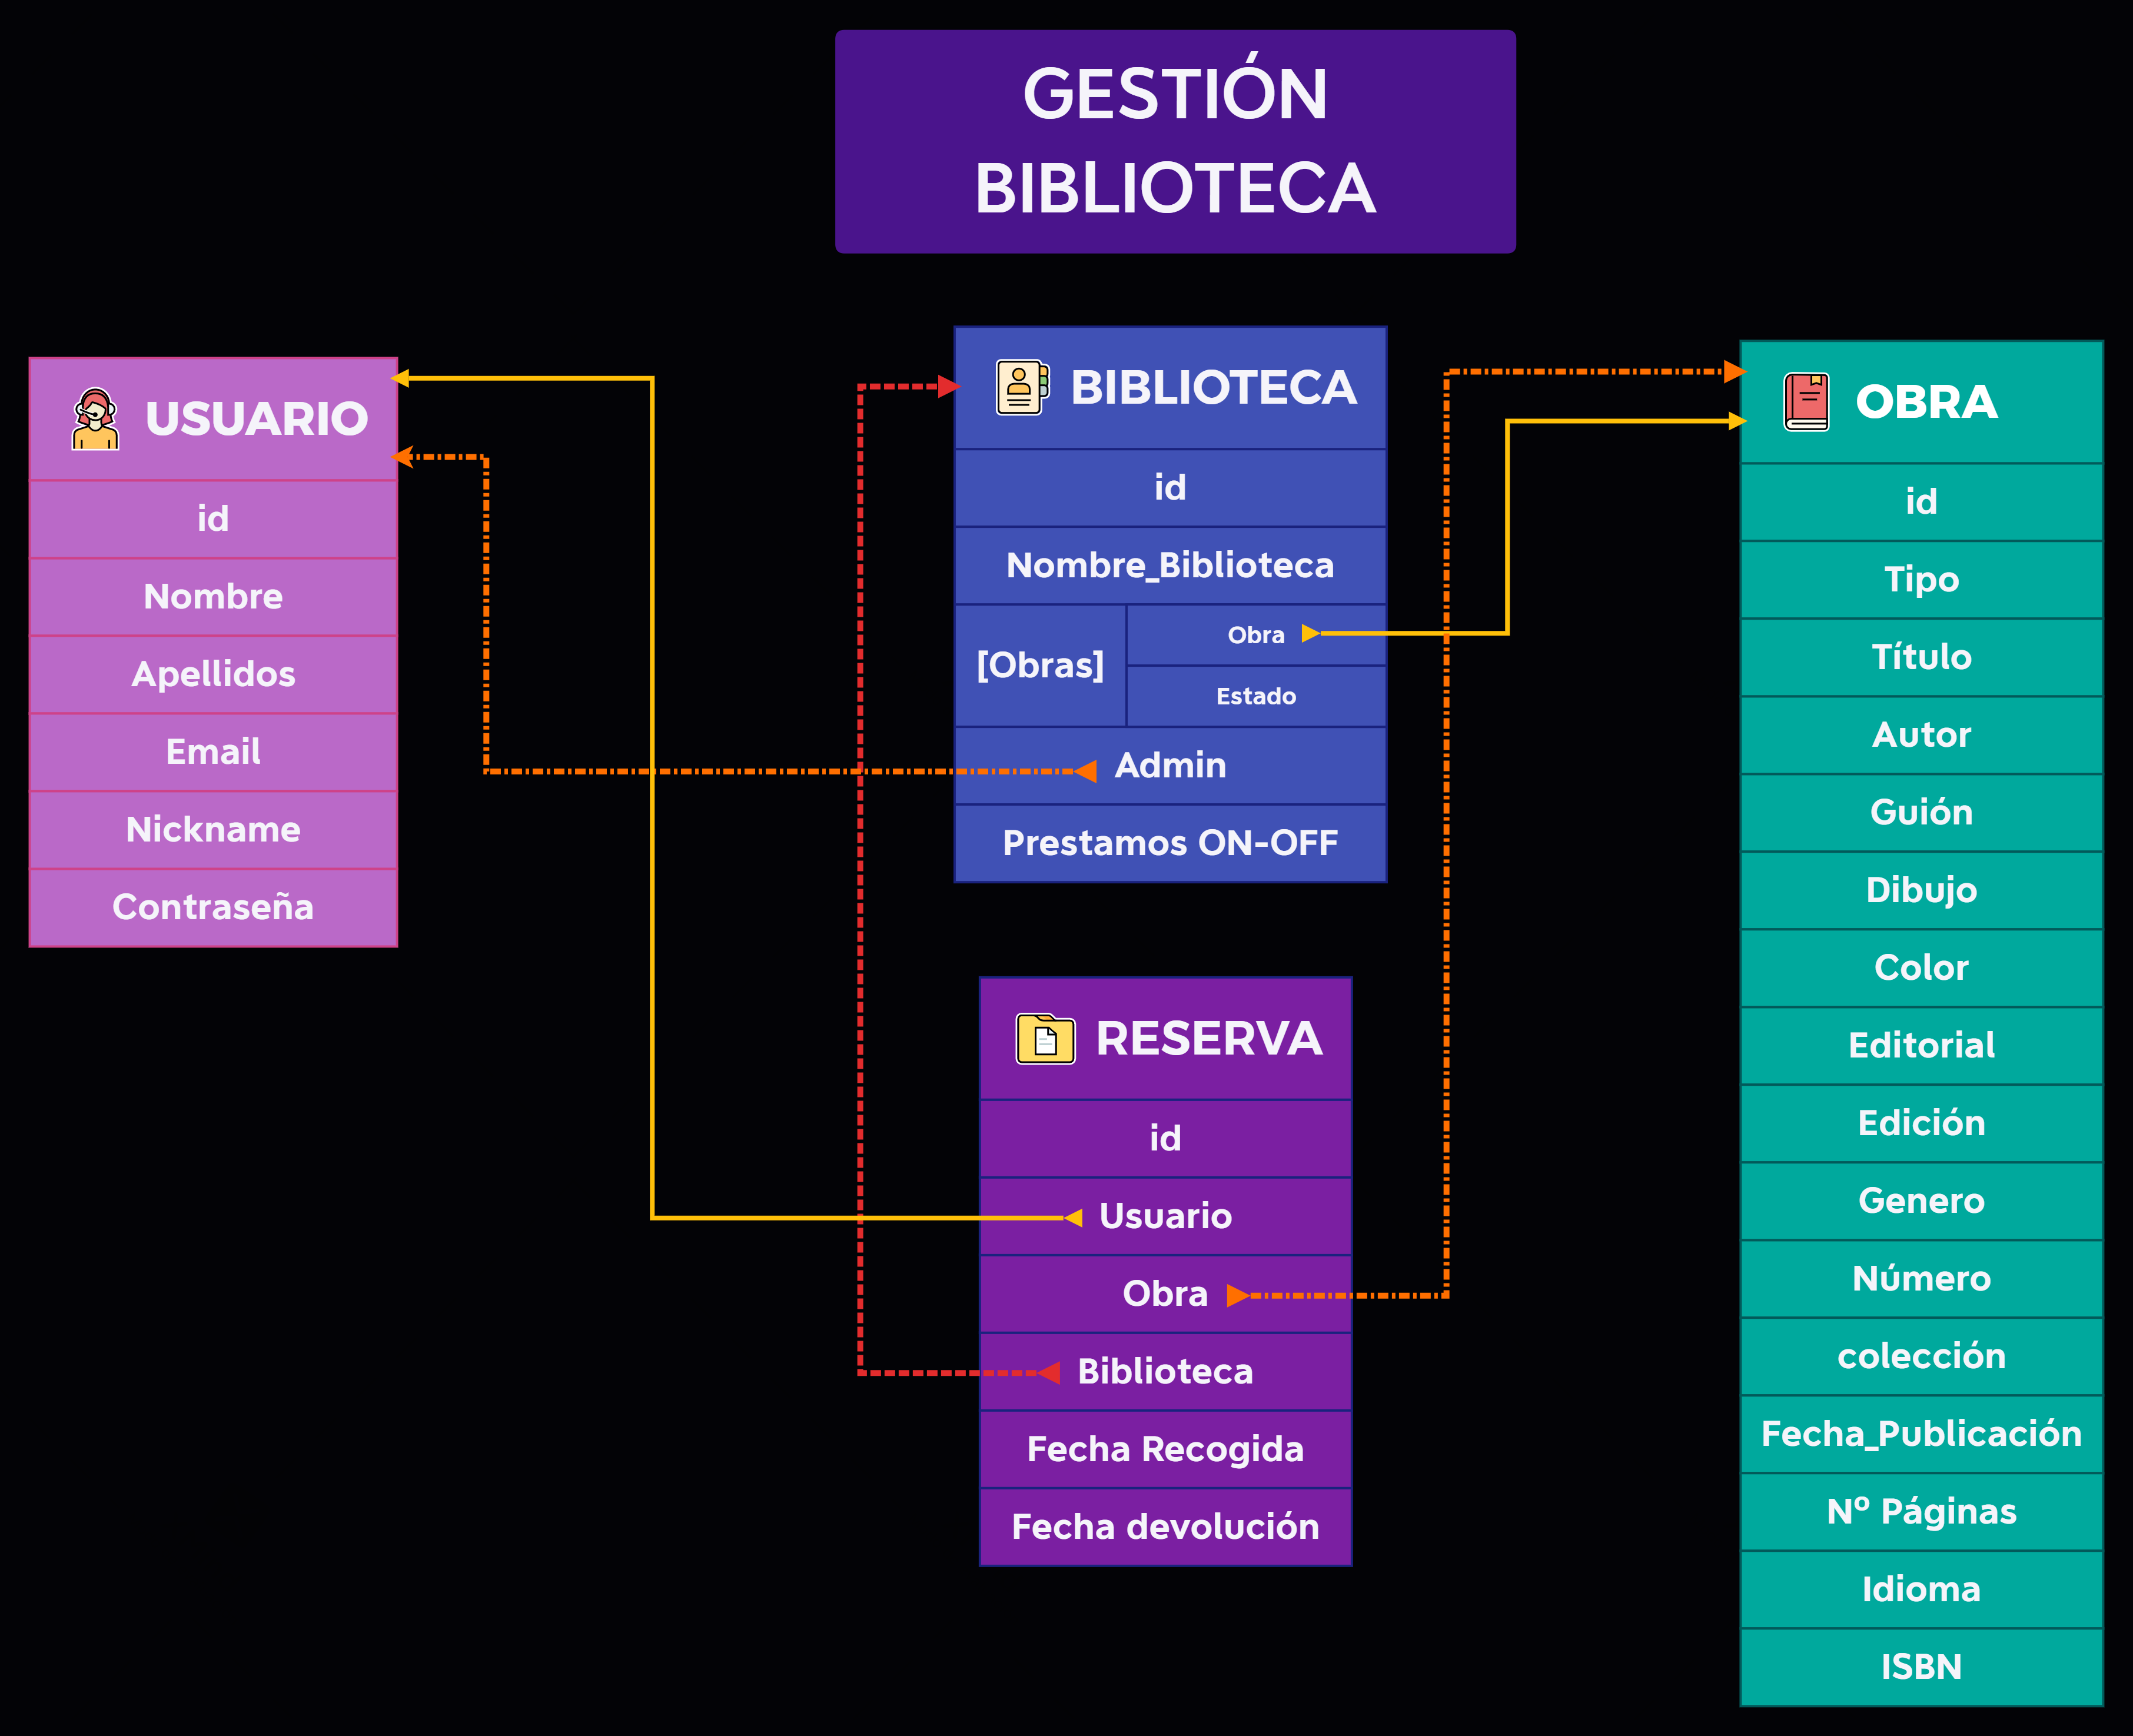 GESTIÓN
BIBLIOTECA
USUARIO
id
Nombre
Apellidos
Email
Nickname
Contraseña
BIBLIOTECA
id
Nombre_Biblioteca
[Obras]
Obra
Estado
Admin
Prestamos ON-OFF
RESERVA
id
Usuario
Obra
Biblioteca
Fecha Recogida
Fecha devolución
OBRA
id
Tipo
Título
Autor
Guión
Dibujo
Color
Editorial
Edición
Genero
Número
colección
Fecha_Publicación
Nº Páginas
Idioma
ISBN